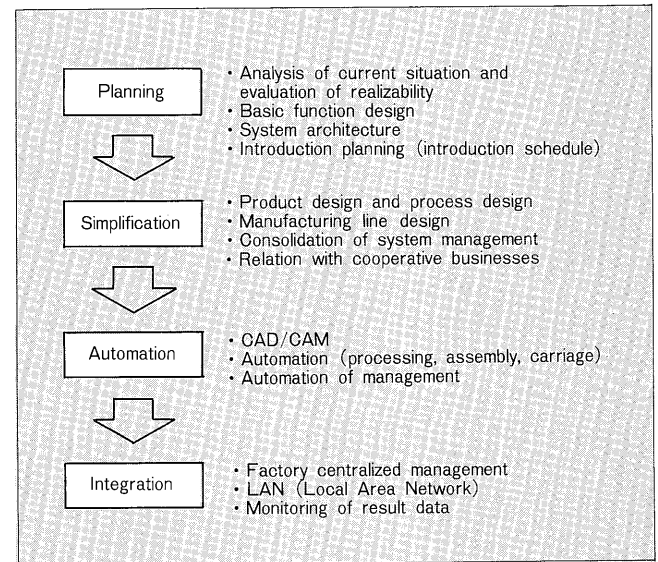 Planning
· Analysis of current situation and
evaluation of realizability
· Basic function design
· System architecture
· Introduction planning (introduction schedule)
Simplification
· Product design and process design
· Manufacturing line design
· Consolidation of system management
· Relation with cooperative businesses
Automation
· CAD/CAM
· Automation (processing, assembly, carriage)
· Automation of management
Integration
· Factory centralized management
· LAN (Local Area Network)
· Monitoring of result data